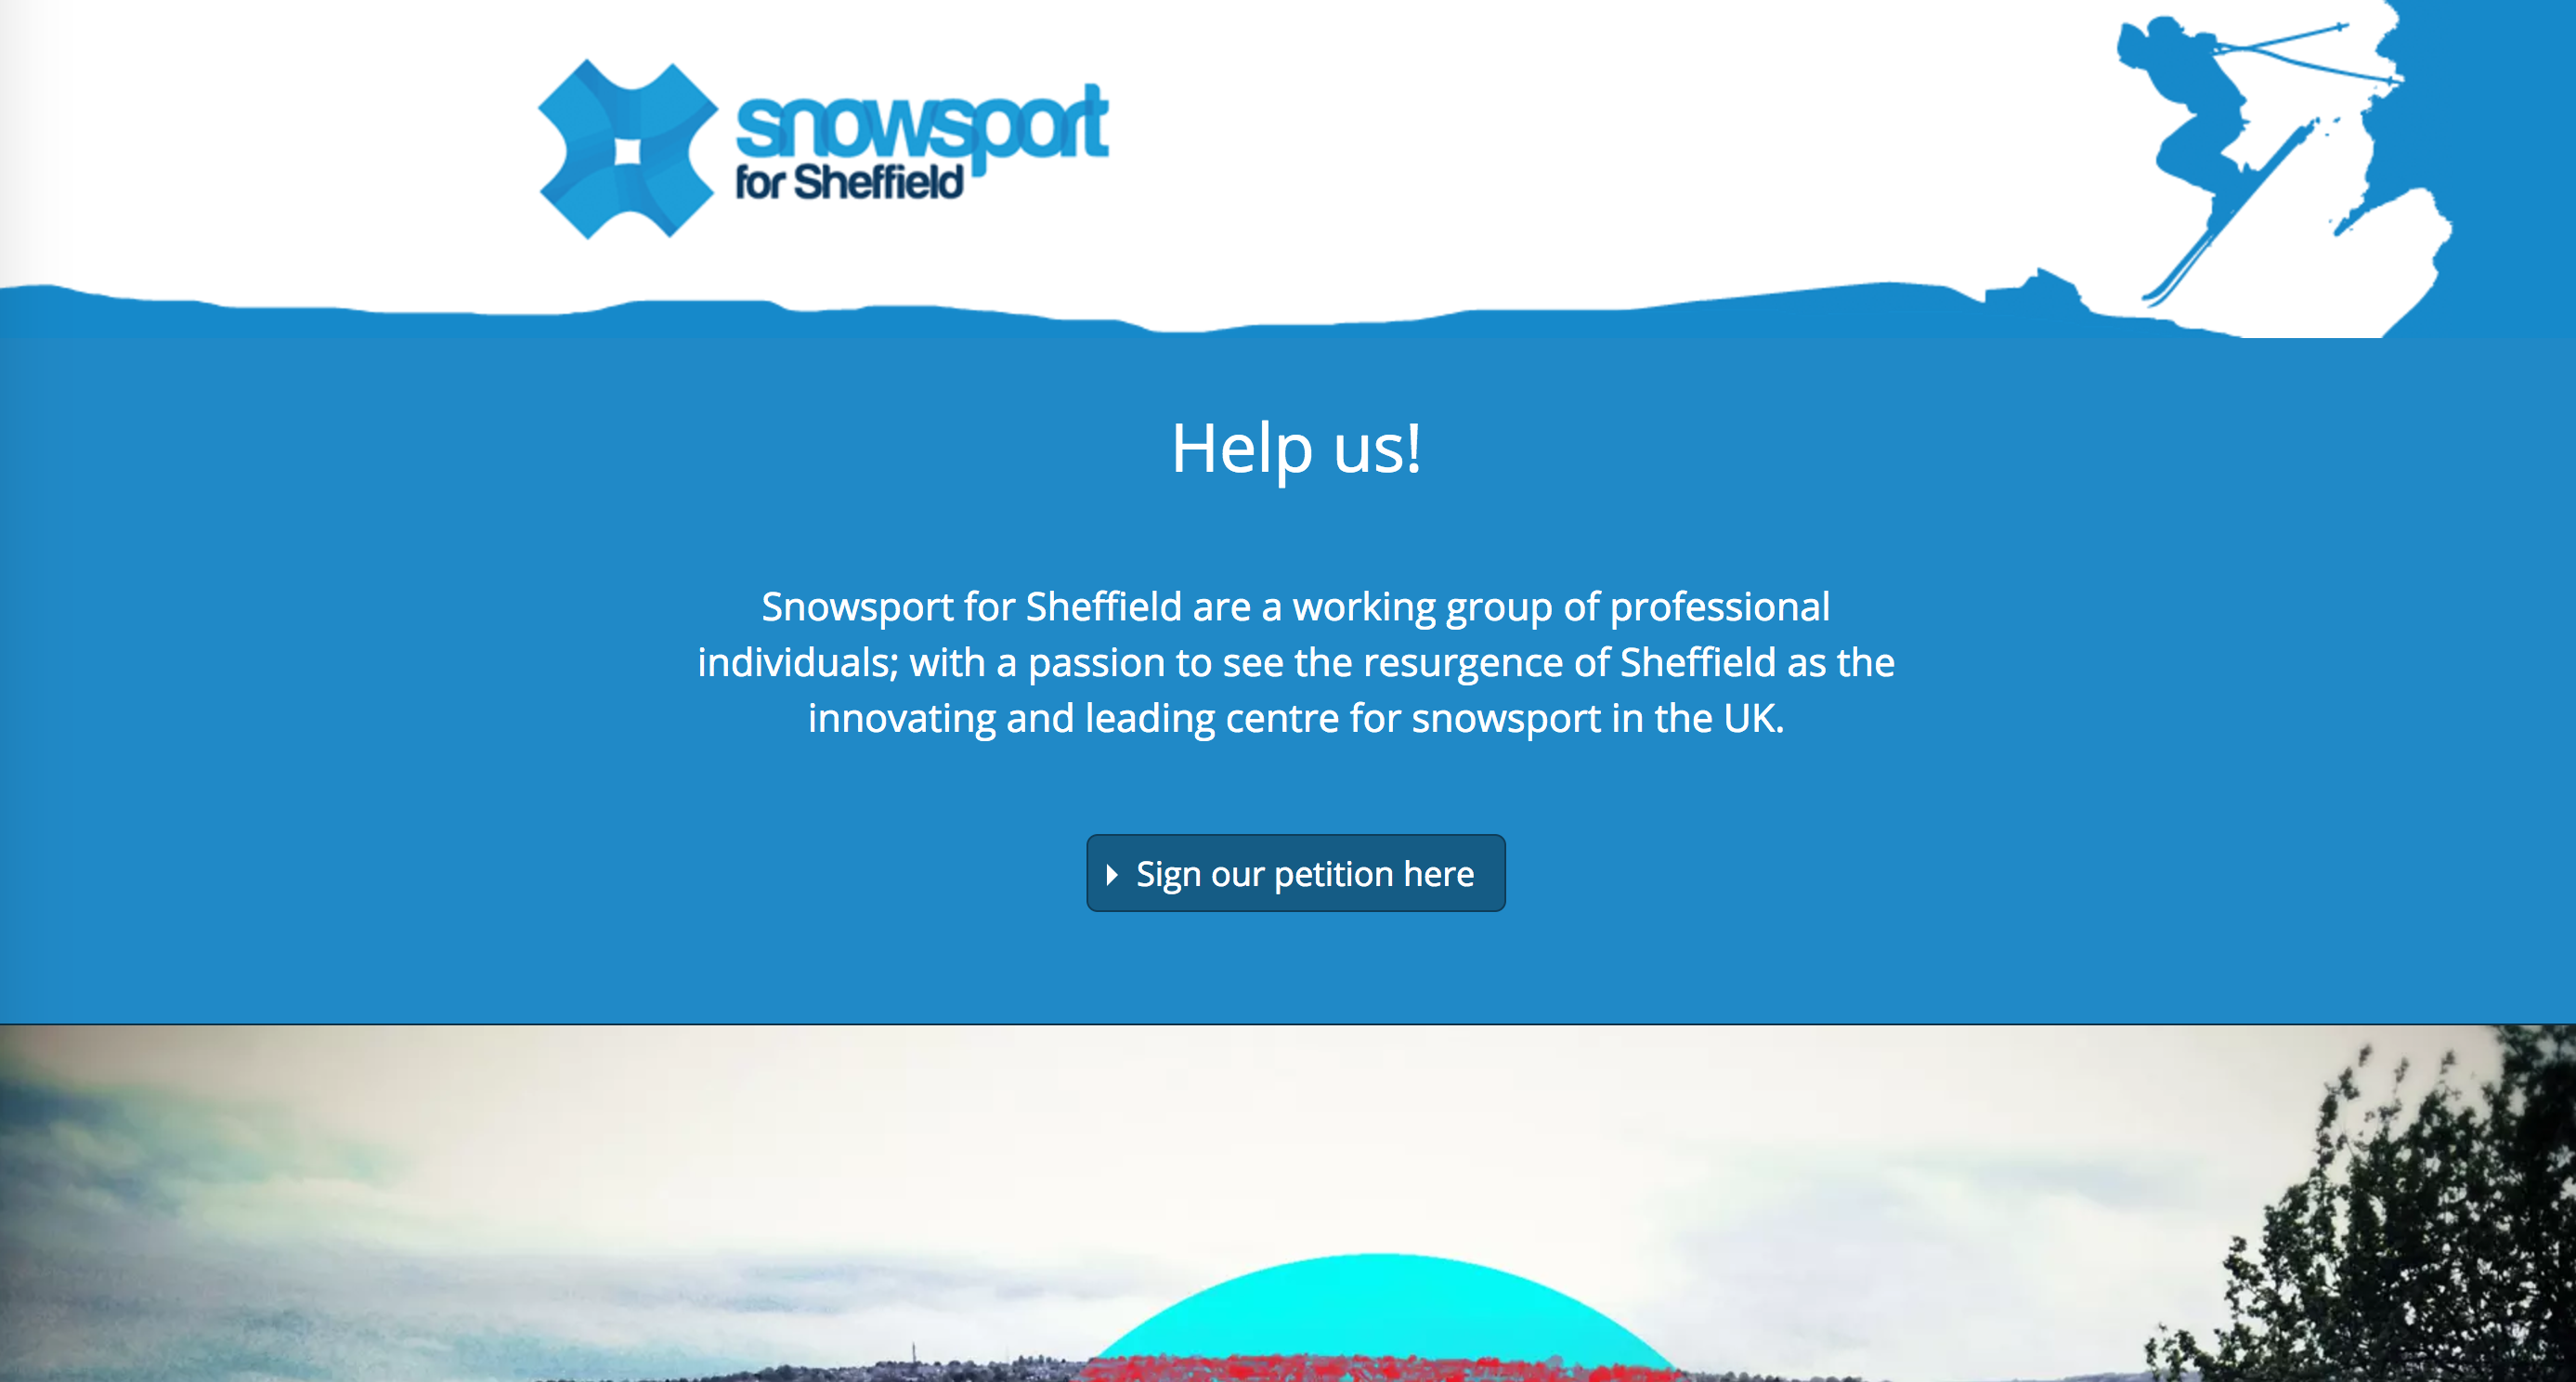 snowsport
for Sheffield
Help us!
Snowsport for Sheffield are a working group of professional
individuals; with a passion to see the resurgence of Sheffield as the
innovating and leading centre for snowsport in the UK.
Sign our petition here